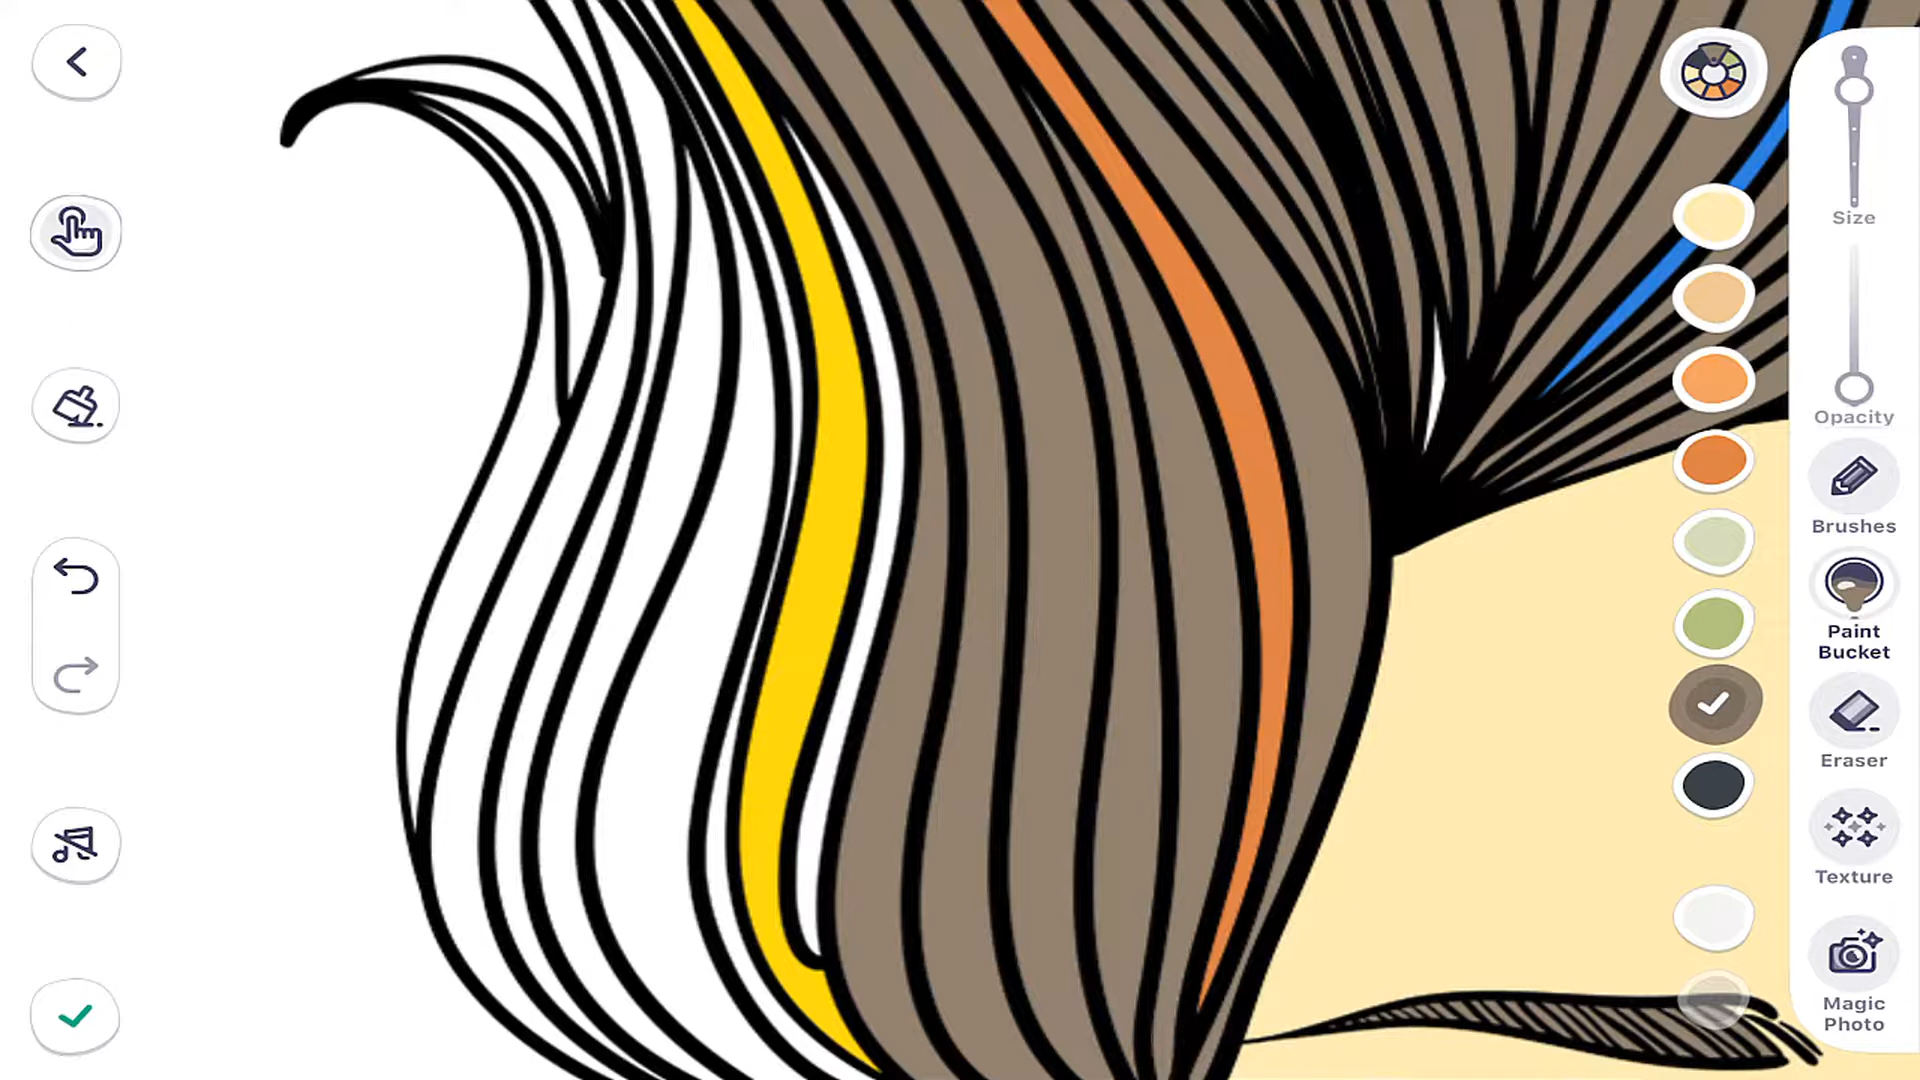 Size
Opacity
Brushes
Paint
Bucket
Eraser
Texture
Magic
Photo